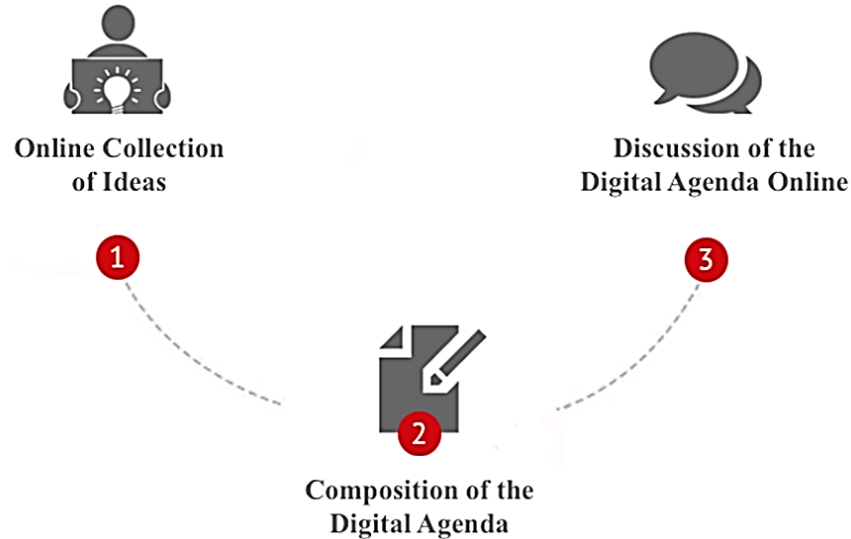 Online Collection
of Ideas
1
Discussion of the
Digital Agenda Online
3
2
Composition of the
Digital Agenda